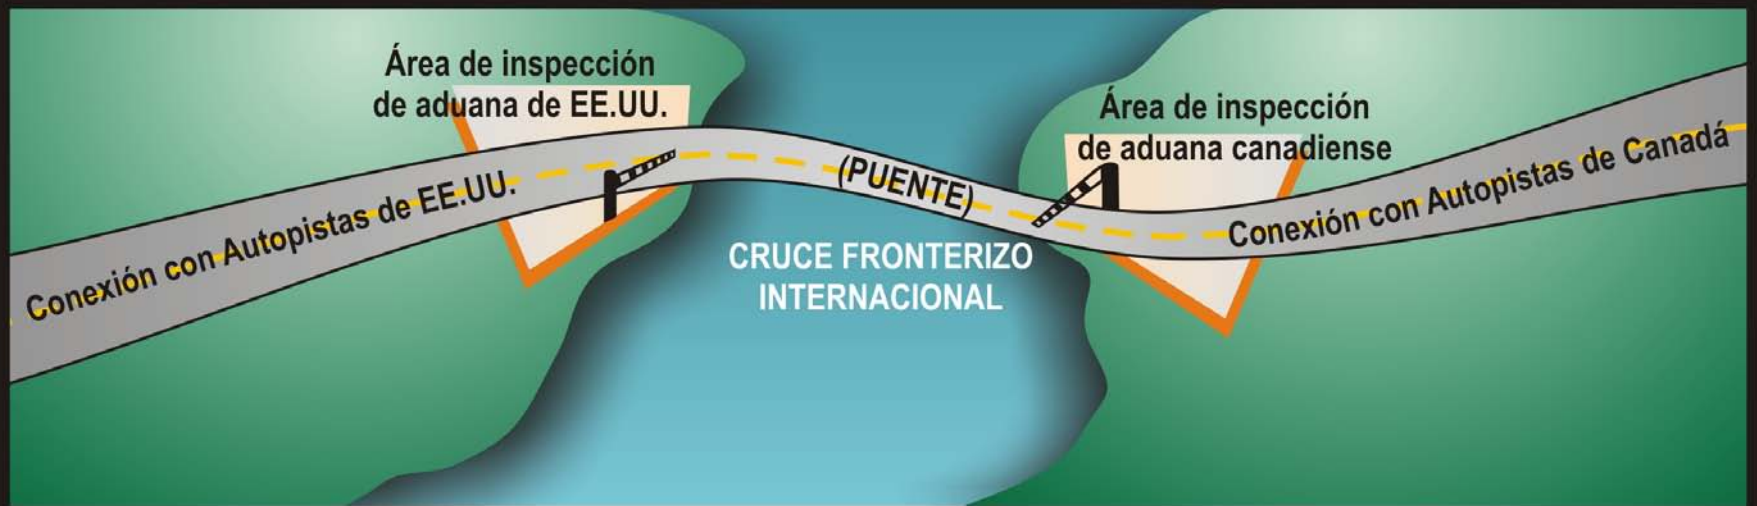 Área de inspección
de aduana de EE.UU.
Área de inspección
de aduana canadiense
Conexión con Autopistas de EE.UU.
(PUENTE)
Conexión con Autopistas de Canadá
CRUCE FRONTERIZO
INTERNACIONAL